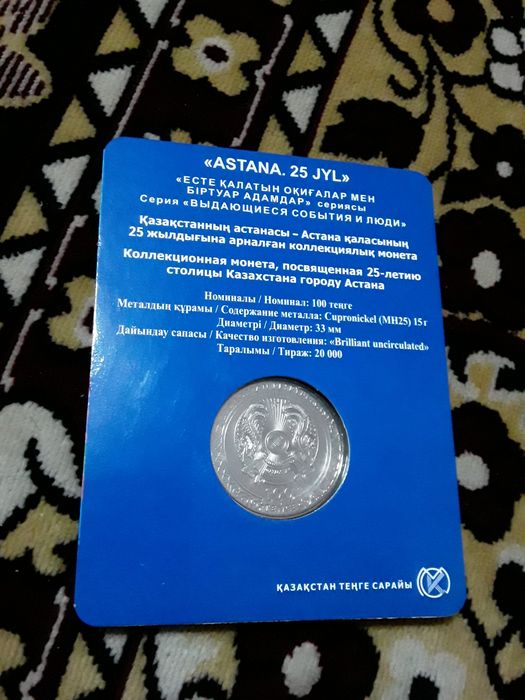 «ASTANA. 25 JYL»
«ЕСТЕ ҚАЛАТЫН ОҚИҒАЛАР МЕН
БІРТУАР АДАМДАР» сериясы
Серия «ВЫДАЮЩИЕСЯ СОБЫТИЯ И ЛЮДИ»
Қазақстанның астанасы – Астана қаласының
25 жылдығына арналған коллекциялық монета
Коллекционная монета, посвященная 25-летию
столицы Казахстана городу Астана
Номиналы / Номинал: 100 теңге
Металдың құрамы / Содержание металла: Cupronickel (МН25) 15 г
Диаметрі / Диаметр: 33 мм
Дайындау сапасы / Качество изготовления: «Brilliant uncirculated»
Таралымы / Тираж: 20 000
ҚАЗАҚСТАН ТЕҢГЕ САРАЙЫ